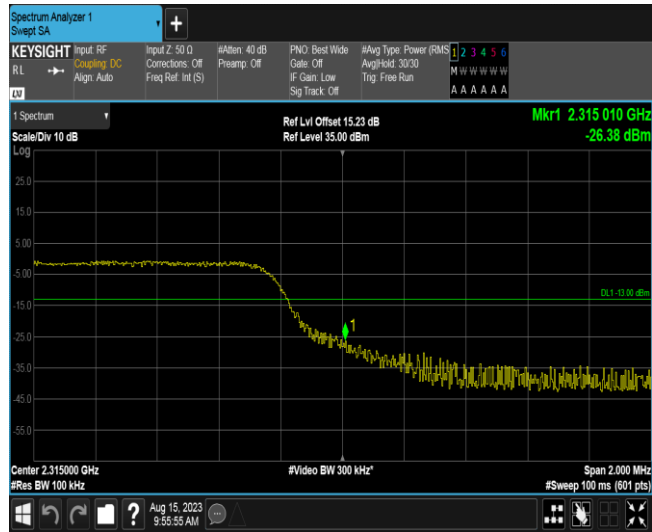 Spectrum Analyzer 1
Swept SA
+
KEYSIGHT
RL
LXI
Input: RF
Coupling: DC
Align: Auto
Input Z: 50 Ω
Corrections: Off
Freq Ref: Int (S)
#Atten: 40 dB
Preamp: Off
PNO: Best Wide
Gate: Off
IF Gain: Low
Sig Track: Off
#Avg Type: Power (RMS
Avg|Hold: 30/30
Trig: Free Run
1 2 3 4 5 6
M W W W W W
A A A A A A
1 Spectrum
Scale/Div 10 dB
Log
Ref Lvl Offset 15.23 dB
Ref Level 35.00 dBm
Mkr1 2.315 010 GHz
-26.38 dBm
25.0
15.0
5.00
-5.00
DL1 -13.00 dBm
-15.0
1
-25.0
-35.0
-45.0
-55.0
Center 2.315000 GHz
#Res BW 100 kHz
#Video BW 300 kHz*
Span 2.000 MHz
#Sweep 100 ms (601 pts)
?
Aug 15, 2023
9:55:55 AM